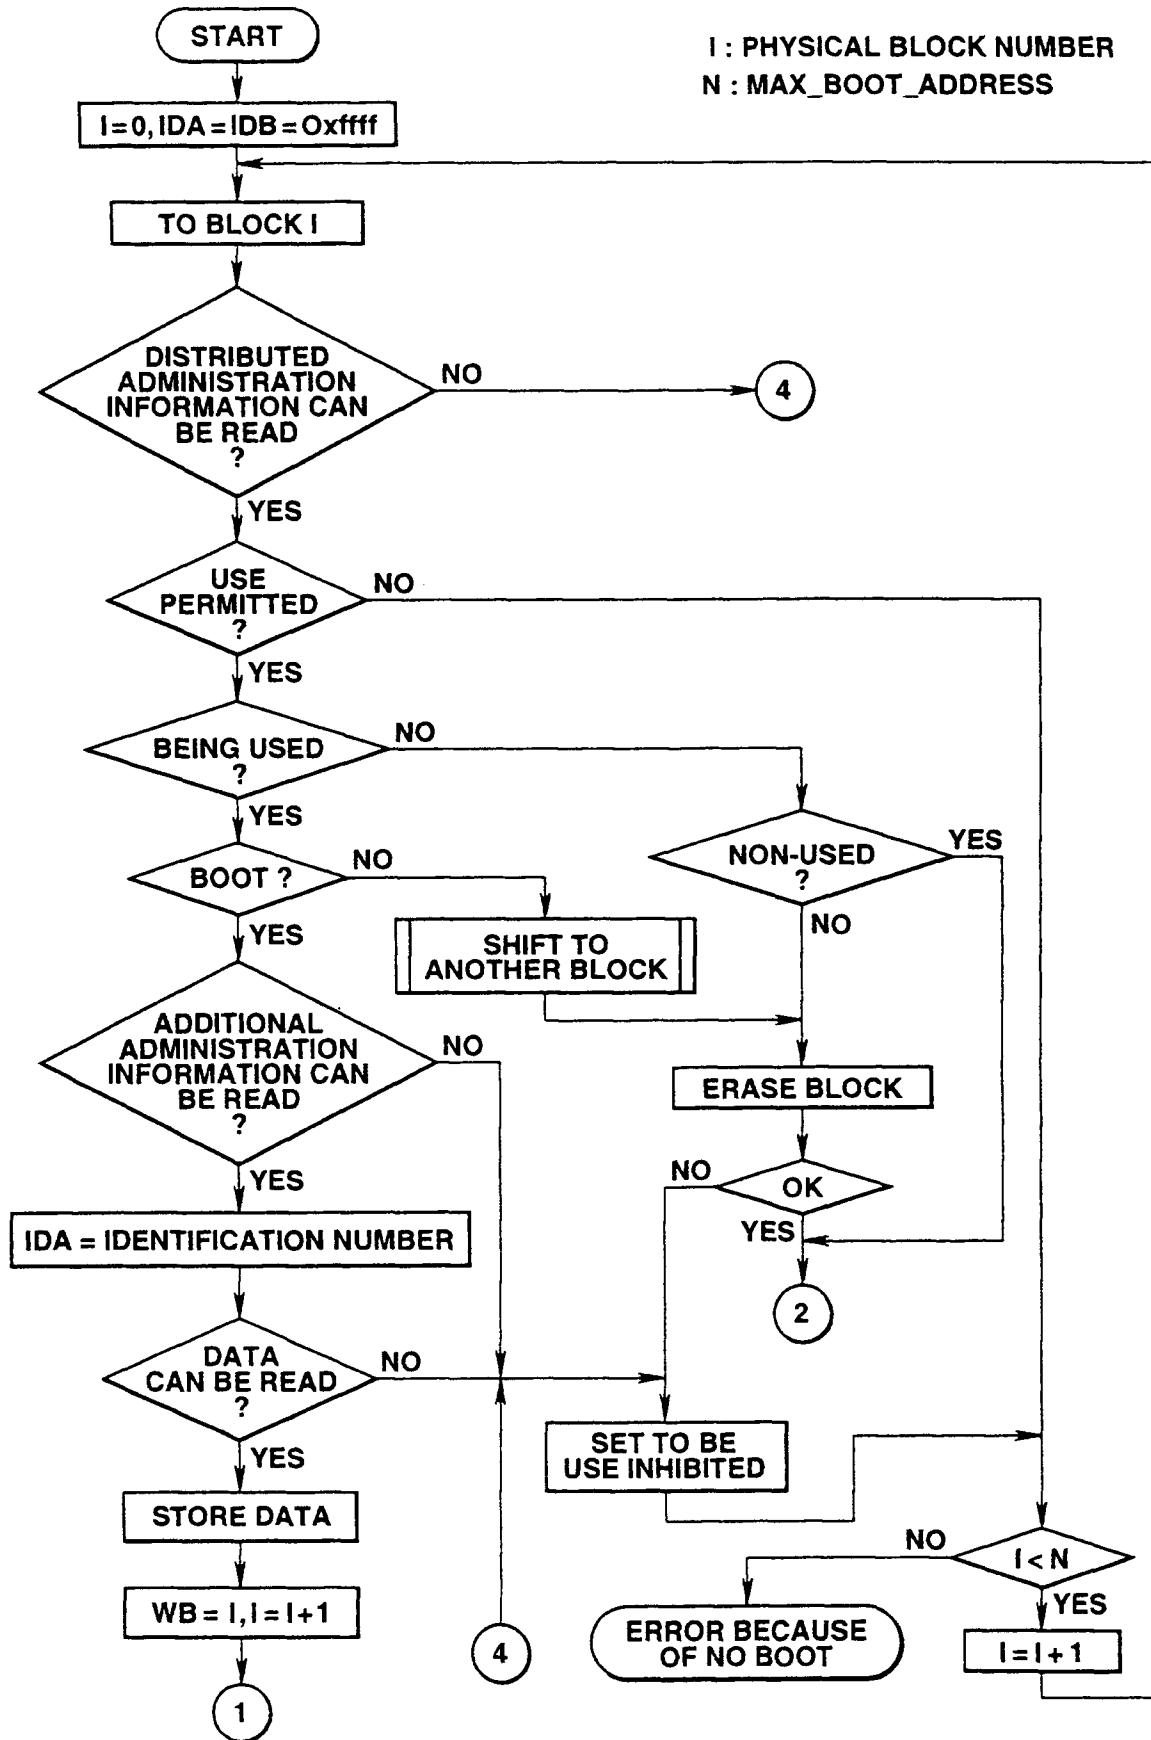 START
I : PHYSICAL BLOCK NUMBER
N : MAX_BOOT_ADDRESS
I=0, IDA=IDB=Oxffff
TO BLOCK I
DISTRIBUTED
ADMINISTRATION
INFORMATION CAN
BE READ
?
NO
4
YES
USE
PERMITTED
?
NO
YES
BEING USED
?
NO
YES
NON-USED
?
YES
NO
BOOT ?
NO
YES
SHIFT TO
ANOTHER BLOCK
ADDITIONAL
ADMINISTRATION
INFORMATION CAN
BE READ
?
NO
YES
ERASE BLOCK
OK
NO
YES
2
IDA = IDENTIFICATION NUMBER
DATA
CAN BE READ
?
NO
YES
SET TO BE
USE INHIBITED
STORE DATA
I < N
NO
YES
WB = I, I = I+1
4
ERROR BECAUSE
OF NO BOOT
I = I + 1
1